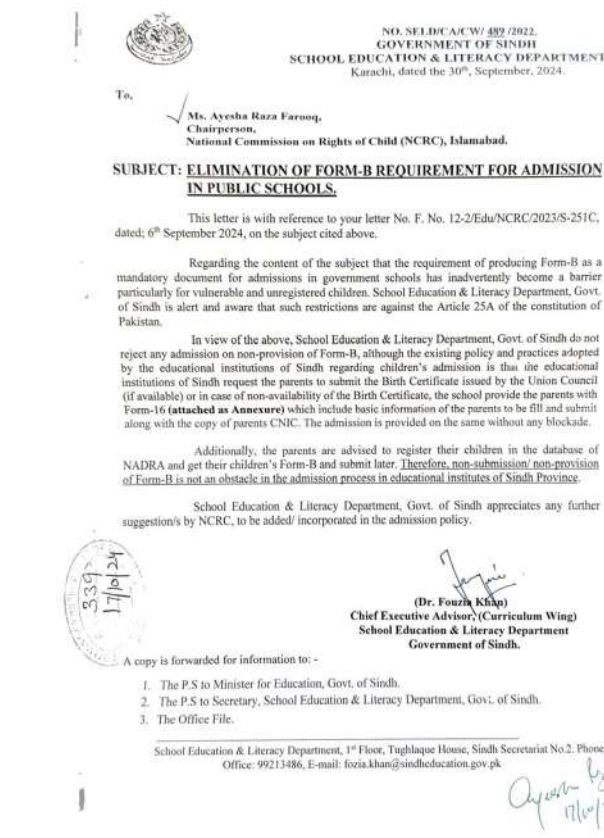 NO. SELD/CA/CW/ 489 /2022.
GOVERNMENT OF SINDH
SCHOOL EDUCATION & LITERACY DEPARTMENT
Karachi, dated the 30th, September, 2024.
To,
Ms. Ayesha Raza Farooq,
Chairperson,
National Commission on Rights of Child (NCRC), Islamabad.
SUBJECT: ELIMINATION OF FORM-B REQUIREMENT FOR ADMISSION
IN PUBLIC SCHOOLS.
This letter is with reference to your letter No. F. No. 12-2/Edu/NCRC/2023/S-251C,
dated; 6th September 2024, on the subject cited above.
Regarding the content of the subject that the requirement of producing Form-B as a
mandatory document for admissions in government schools has inadvertently become a barrier
particularly for vulnerable and unregistered children. School Education & Literacy Department, Govt.
of Sindh is alert and aware that such restrictions are against the Article 25A of the constitution of
Pakistan.
In view of the above, School Education & Literacy Department, Govt. of Sindh do not
reject any admission on non-provision of Form-B, although the existing policy and practices adopted
by the educational institutions of Sindh regarding children's admission is that the educational
institutions of Sindh request the parents to submit the Birth Certificate issued by the Union Council
(if available) or in case of non-availability of the Birth Certificate, the school provide the parents with
Form-16 (attached as Annexure) which include basic information of the parents to be fill and submit
along with the copy of parents CNIC. The admission is provided on the same without any blockade.
Additionally, the parents are advised to register their children in the database of
NADRA and get their children's Form-B and submit later. Therefore, non-submission/ non-provision
of Form-B is not an obstacle in the admission process in educational institutes of Sindh Province.
School Education & Literacy Department, Govt. of Sindh appreciates any further
suggestion/s by NCRC, to be added/ incorporated in the admission policy.
339
17/10/24
(Dr. Fouzia Khan)
Chief Executive Advisor, (Curriculum Wing)
School Education & Literacy Department
Government of Sindh.
A copy is forwarded for information to: -
1. The P.S to Minister for Education, Govt. of Sindh.
2. The P.S to Secretary, School Education & Literacy Department, Govt. of Sindh.
3. The Office File.
School Education & Literacy Department, 1st Floor, Tughlaque House, Sindh Secretariat No.2. Phone
Office: 99213486, E-mail: fozia.khan@sindheducation.gov.pk
Ayesha
17/10/